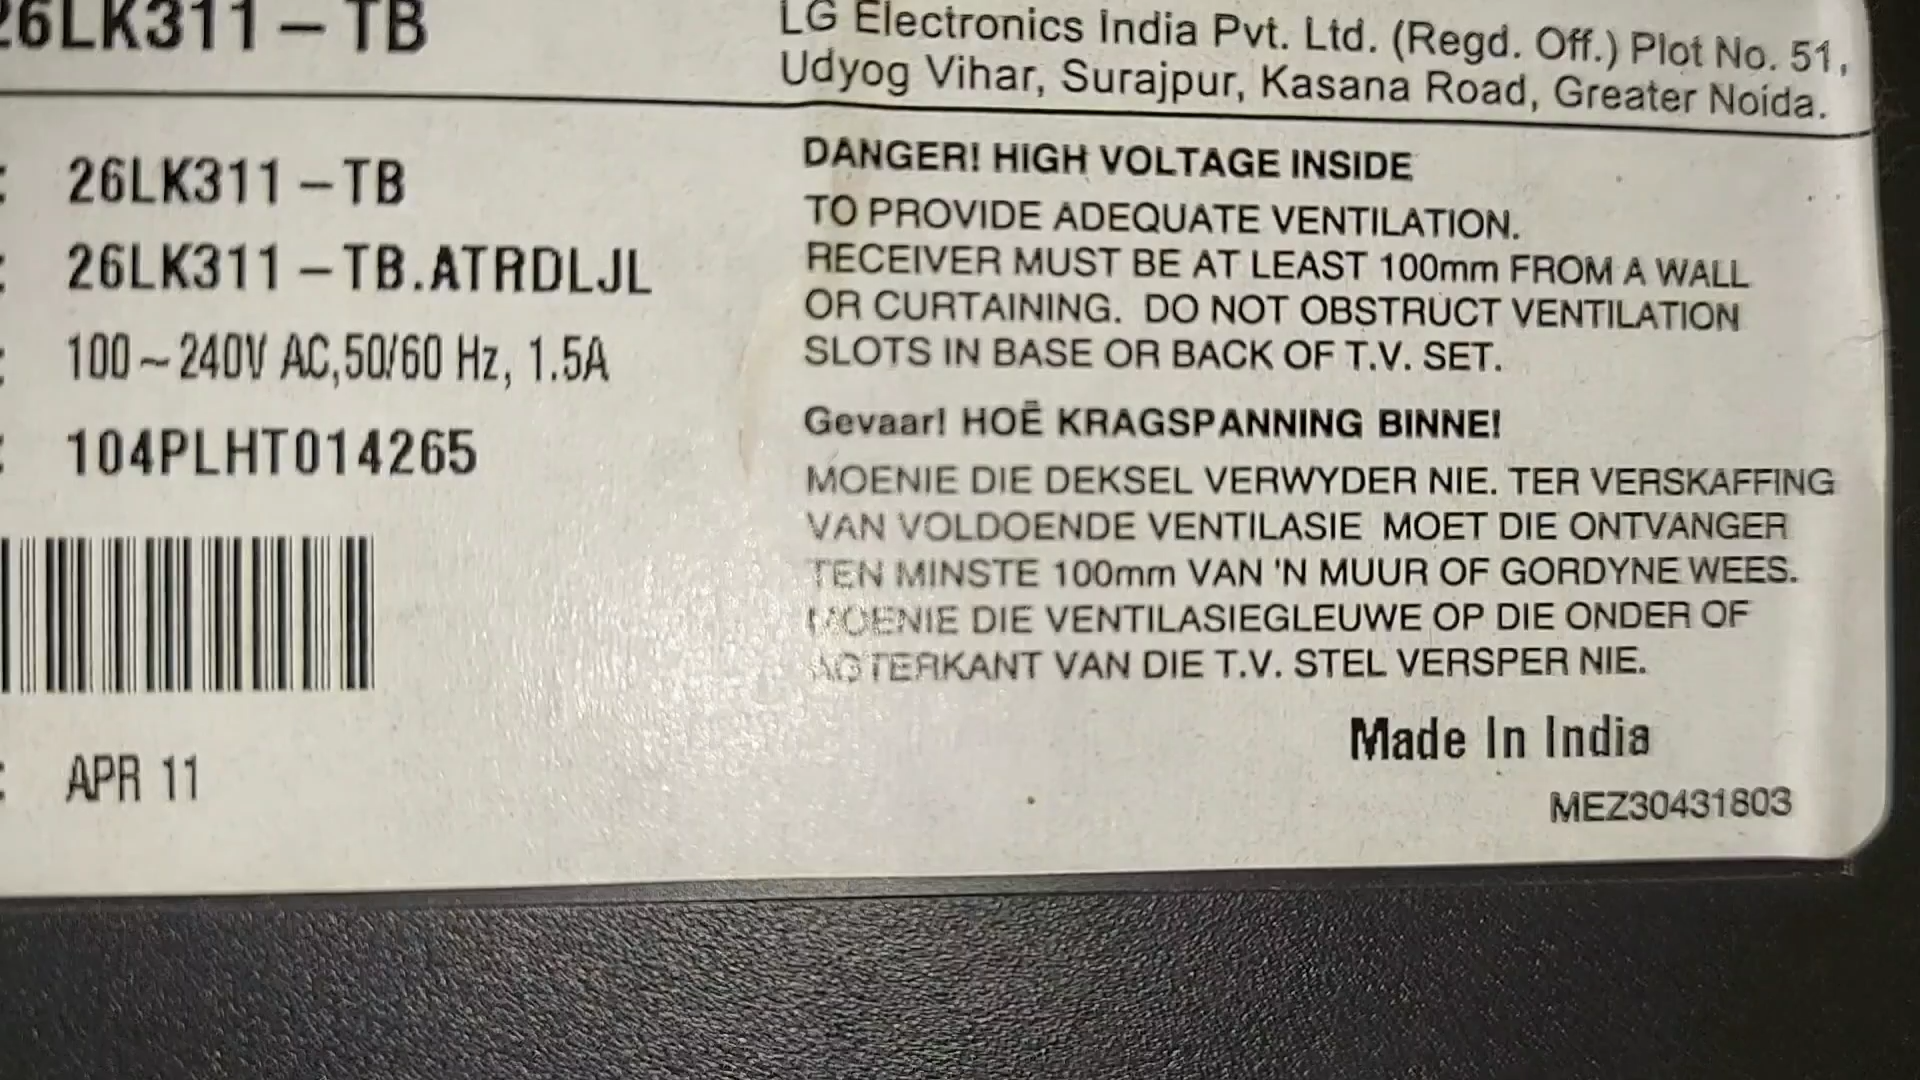 26LK311-TB
LG Electronics India Pvt. Ltd. (Regd. Off.) Plot No. 51,
Udyog Vihar, Surajpur, Kasana Road, Greater Noida.
: 26LK311-TB
: 26LK311-TB.ATRDLJL
: 100~240V AC,50/60 Hz, 1.5A
: 104PLHT014265
: APR 11
DANGER! HIGH VOLTAGE INSIDE
TO PROVIDE ADEQUATE VENTILATION.
RECEIVER MUST BE AT LEAST 100mm FROM A WALL
OR CURTAINING. DO NOT OBSTRUCT VENTILATION
SLOTS IN BASE OR BACK OF T.V. SET.
Gevaar! HOË KRAGSPANNING BINNE!
MOENIE DIE DEKSEL VERWYDER NIE. TER VERSKAFFING
VAN VOLDOENDE VENTILASIE MOET DIE ONTVANGER
TEN MINSTE 100mm VAN 'N MUUR OF GORDYNE WEES.
MOENIE DIE VENTILASIEGLEUWE OP DIE ONDER OF
AGTERKANT VAN DIE T.V. STEL VERSPER NIE.
Made In India
MEZ30431803